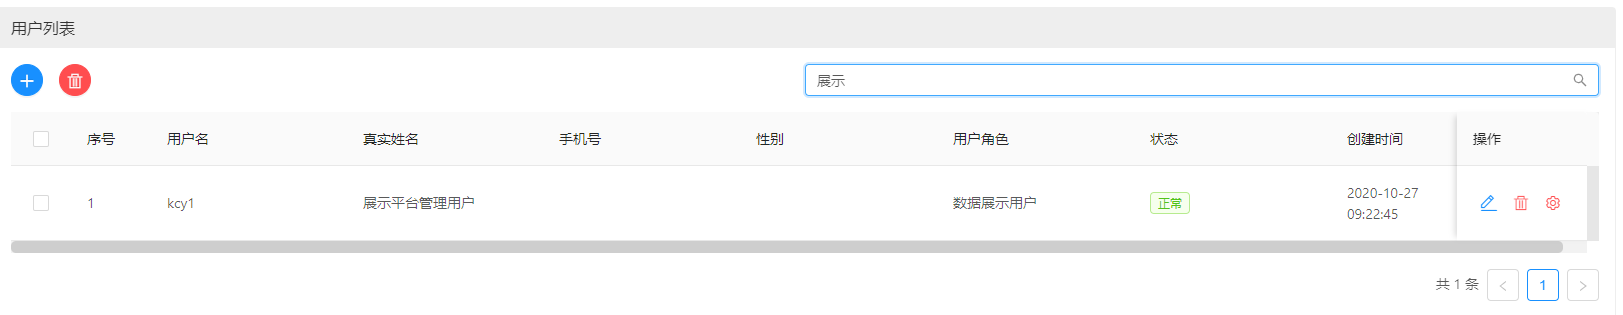 用户列表
展示
序号 用户名 真实姓名 手机号 性别 用户角色 状态 创建时间 操作
1 kcy1 展示平台管理用户 数据展示用户 正常 2020-10-27
09:22:45
共 1 条 1